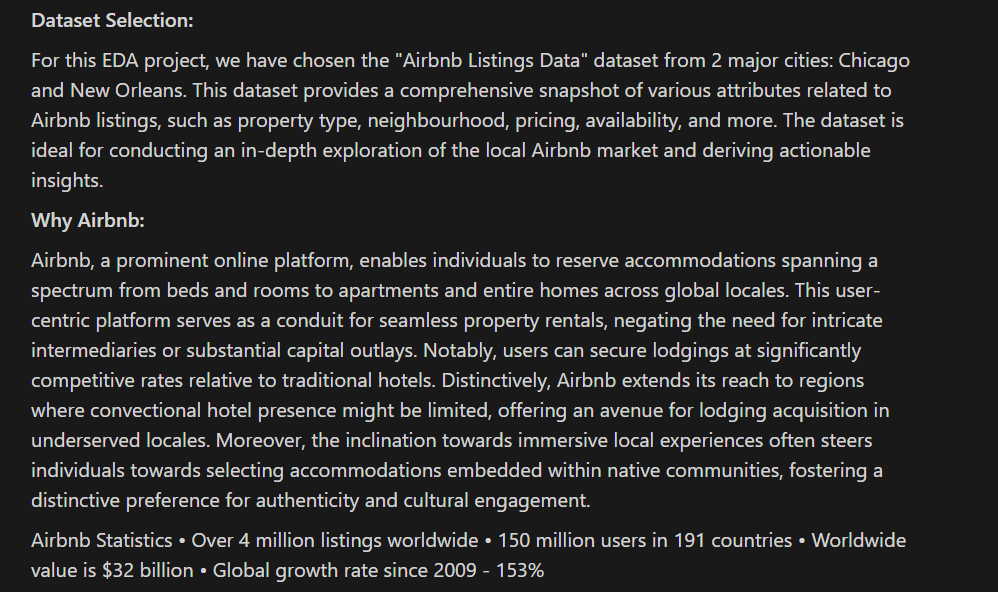 Dataset Selection:
For this EDA project, we have chosen the "Airbnb Listings Data" dataset from 2 major cities: Chicago
and New Orleans. This dataset provides a comprehensive snapshot of various attributes related to
Airbnb listings, such as property type, neighbourhood, pricing, availability, and more. The dataset is
ideal for conducting an in-depth exploration of the local Airbnb market and deriving actionable
insights.
Why Airbnb:
Airbnb, a prominent online platform, enables individuals to reserve accommodations spanning a
spectrum from beds and rooms to apartments and entire homes across global locales. This user-
centric platform serves as a conduit for seamless property rentals, negating the need for intricate
intermediaries or substantial capital outlays. Notably, users can secure lodgings at significantly
competitive rates relative to traditional hotels. Distinctively, Airbnb extends its reach to regions
where convectional hotel presence might be limited, offering an avenue for lodging acquisition in
underserved locales. Moreover, the inclination towards immersive local experiences often steers
individuals towards selecting accommodations embedded within native communities, fostering a
distinctive preference for authenticity and cultural engagement.
Airbnb Statistics • Over 4 million listings worldwide • 150 million users in 191 countries • Worldwide
value is $32 billion • Global growth rate since 2009 - 153%